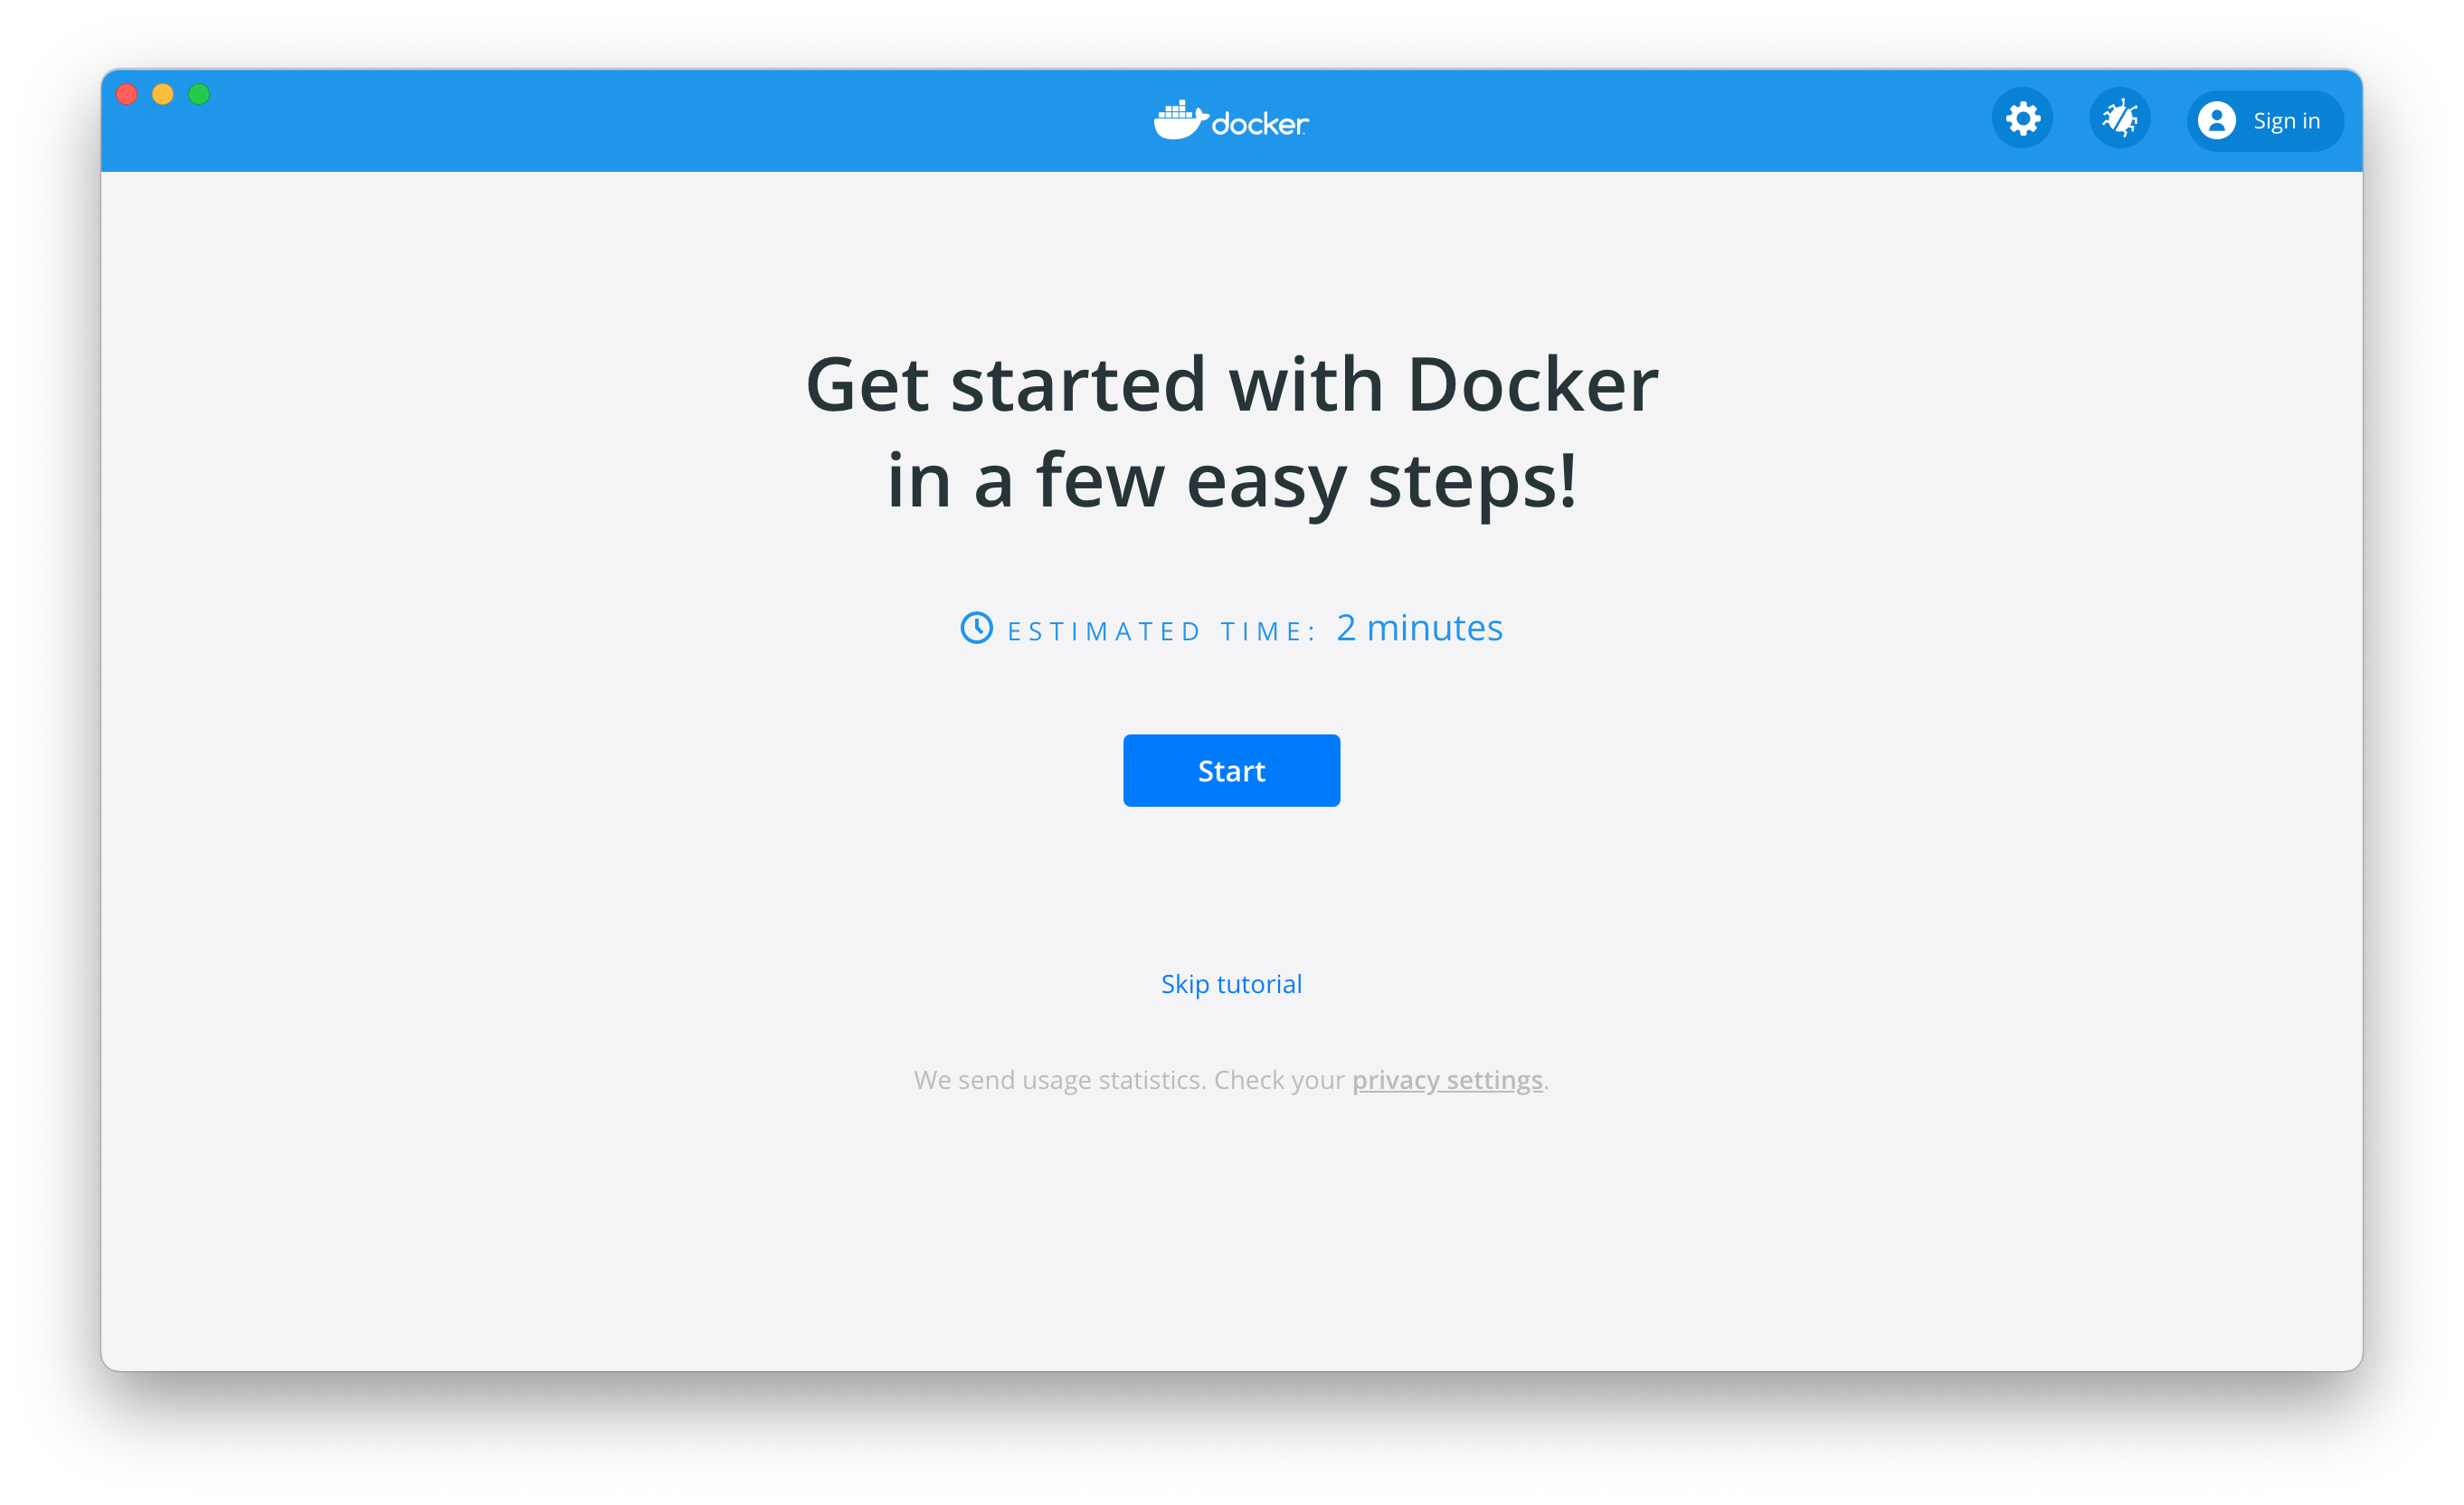 docker
Sign in
Get started with Docker
in a few easy steps!
ESTIMATED TIME: 2 minutes
Start
Skip tutorial
We send usage statistics. Check your privacy settings.